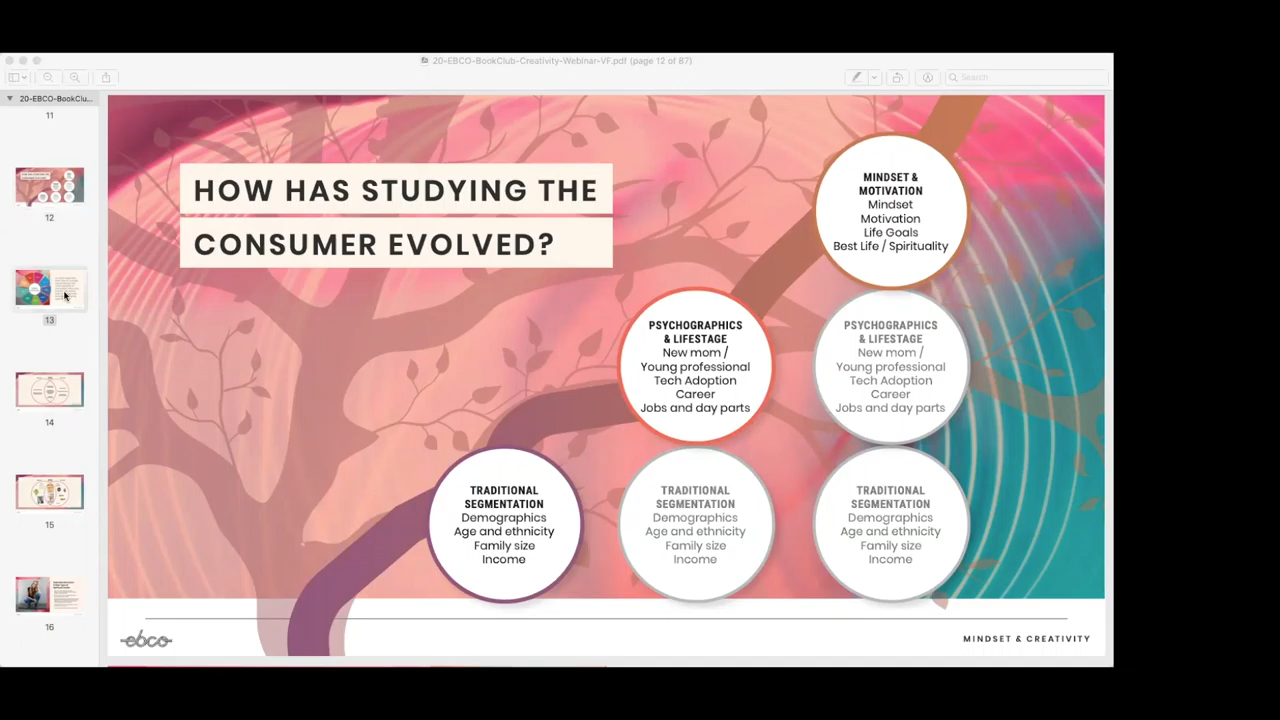 20-EBCO-BookClub-Creativity-Webinar-VF.pdf (page 12 of 87)
Search
20-EBCO-BookClu...
11
12
13
14
15
16
HOW HAS STUDYING THE
CONSUMER EVOLVED?
MINDSET &
MOTIVATION
Mindset
Motivation
Life Goals
Best Life / Spirituality
PSYCHOGRAPHICS
& LIFESTAGE
New mom /
Young professional
Tech Adoption
Career
Jobs and day parts
PSYCHOGRAPHICS
& LIFESTAGE
New mom /
Young professional
Tech Adoption
Career
Jobs and day parts
TRADITIONAL
SEGMENTATION
Demographics
Age and ethnicity
Family size
Income
TRADITIONAL
SEGMENTATION
Demographics
Age and ethnicity
Family size
Income
TRADITIONAL
SEGMENTATION
Demographics
Age and ethnicity
Family size
Income
ebco
MINDSET & CREATIVITY